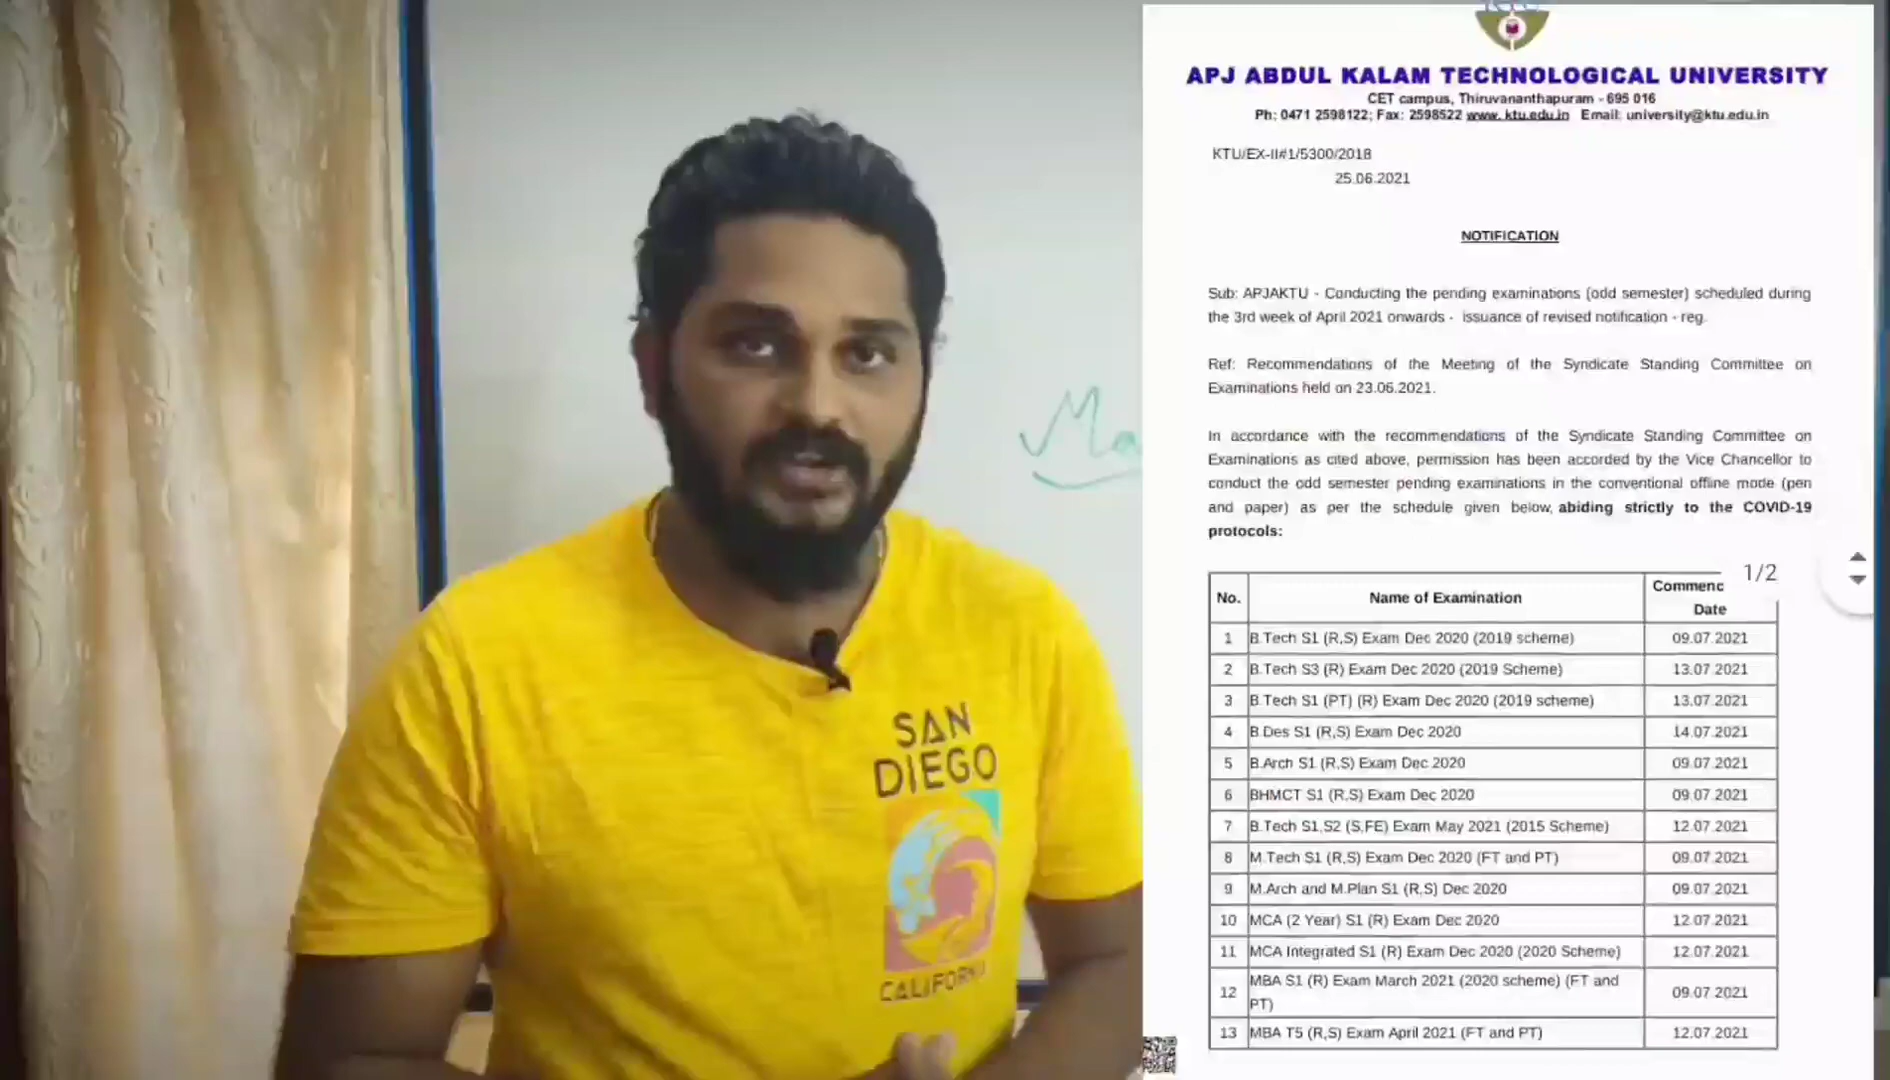 Ma
SAN
DIEGO
CALIFORNIA
APJ ABDUL KALAM TECHNOLOGICAL UNIVERSITY
CET campus, Thiruvananthapuram - 695 016
Ph: 0471 2598122; Fax: 2598522 www. ktu.edu.in Email: university@ktu.edu.in
KTU/EX-II#1/5300/2018
25.06.2021
NOTIFICATION
Sub: APJAKTU - Conducting the pending examinations (odd semester) scheduled during
the 3rd week of April 2021 onwards - issuance of revised notification - reg.
Ref: Recommendations of the Meeting of the Syndicate Standing Committee on
Examinations held on 23.06.2021.
In accordance with the recommendations of the Syndicate Standing Committee on
Examinations as cited above, permission has been accorded by the Vice Chancellor to
conduct the odd semester pending examinations in the conventional offline mode (pen
and paper) as per the schedule given below, abiding strictly to the COVID-19
protocols:
1/2
No. Name of Examination Commenc
Date
1 B.Tech S1 (R,S) Exam Dec 2020 (2019 scheme) 09.07.2021
2 B.Tech S3 (R) Exam Dec 2020 (2019 Scheme) 13.07.2021
3 B.Tech S1 (PT) (R) Exam Dec 2020 (2019 scheme) 13.07.2021
4 B.Des S1 (R,S) Exam Dec 2020 14.07.2021
5 B.Arch S1 (R,S) Exam Dec 2020 09.07.2021
6 BHMCT S1 (R,S) Exam Dec 2020 09.07.2021
7 B.Tech S1,S2 (S,FE) Exam May 2021 (2015 Scheme) 12.07.2021
8 M.Tech S1 (R,S) Exam Dec 2020 (FT and PT) 09.07.2021
9 M.Arch and M.Plan S1 (R,S) Dec 2020 09.07.2021
10 MCA (2 Year) S1 (R) Exam Dec 2020 12.07.2021
11 MCA Integrated S1 (R) Exam Dec 2020 (2020 Scheme) 12.07.2021
12 MBA S1 (R) Exam March 2021 (2020 scheme) (FT and
PT) 09.07.2021
13 MBA T5 (R,S) Exam April 2021 (FT and PT) 12.07.2021